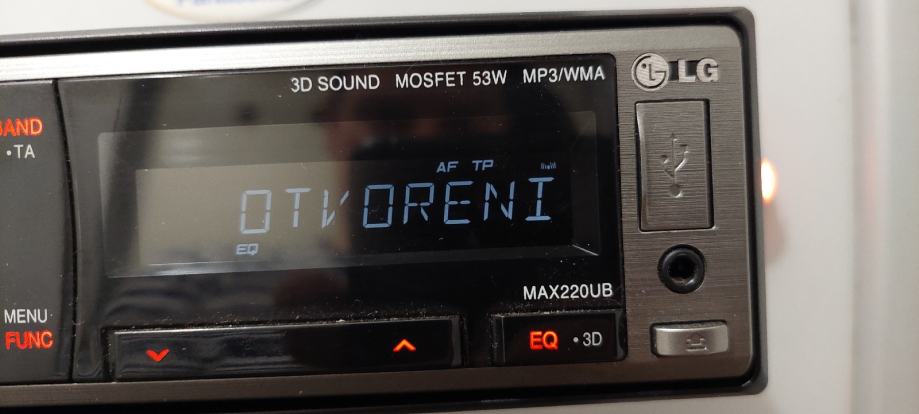 3D SOUND MOSFET 53W MP3/WMA
LG
BAND
•TA
AF TP
OTVORENI
EQ
MAX220UB
MENU
FUNC
EQ •3D